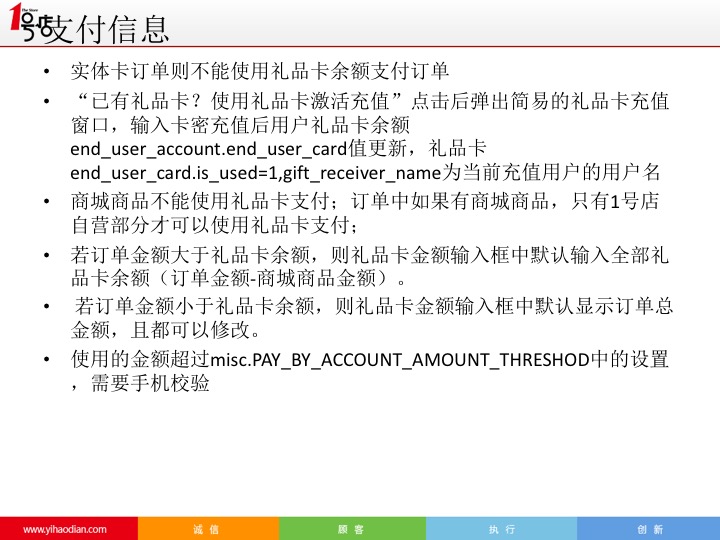 The Store
1号店
5支付信息
• 实体卡订单则不能使用礼品卡余额支付订单
• “已有礼品卡？使用礼品卡激活充值”点击后弹出简易的礼品卡充值
窗口，输入卡密充值后用户礼品卡余额
end_user_account.end_user_card值更新，礼品卡
end_user_card.is_used=1,gift_receiver_name为当前充值用户的用户名
• 商城商品不能使用礼品卡支付；订单中如果有商城商品，只有1号店
自营部分才可以使用礼品卡支付；
• 若订单金额大于礼品卡余额，则礼品卡金额输入框中默认输入全部礼
品卡余额（订单金额-商城商品金额）。
• 若订单金额小于礼品卡余额，则礼品卡金额输入框中默认显示订单总
金额，且都可以修改。
• 使用的金额超过misc.PAY_BY_ACCOUNT_AMOUNT_THRESHOD中的设置
，需要手机校验
www.yihaodian.com 诚 信 顾 客 执 行 创 新